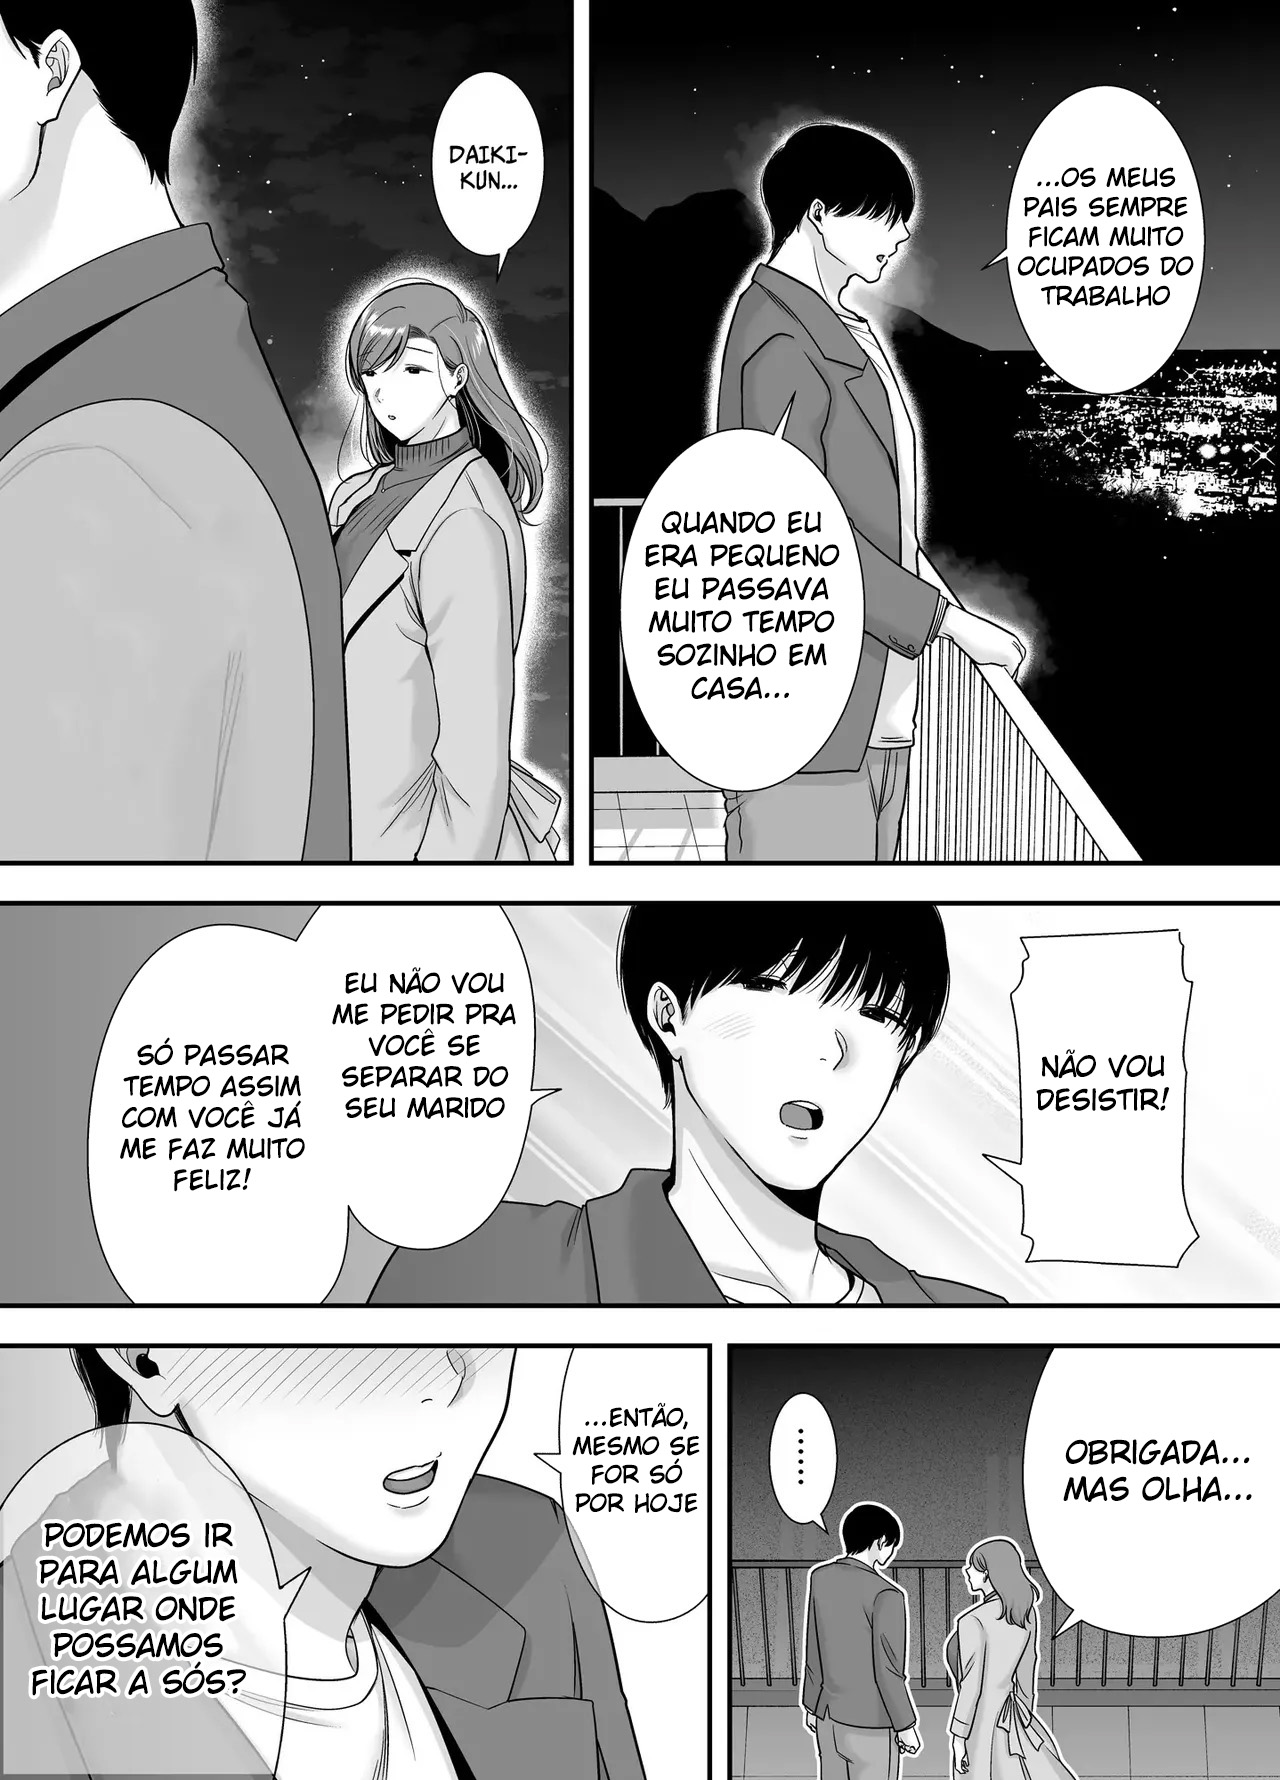 ...OS MEUS
PAIS SEMPRE
FICAM MUITO
OCUPADOS DO
TRABALHO
QUANDO EU
ERA PEQUENO
EU PASSAVA
MUITO TEMPO
SOZINHO EM
CASA...
DAIKI-
KUN...
NÃO VOU
DESISTIR!
EU NÃO VOU
ME PEDIR PRA
VOCÊ SE
SEPARAR DO
SEU MARIDO
SÓ PASSAR
TEMPO ASSIM
COM VOCÊ JÁ
ME FAZ MUITO
FELIZ!
OBRIGADA...
MAS OLHA...
......
...ENTÃO,
MESMO SE
FOR SÓ
POR HOJE
PODEMOS IR
PARA ALGUM
LUGAR ONDE
POSSAMOS
FICAR A SÓS?